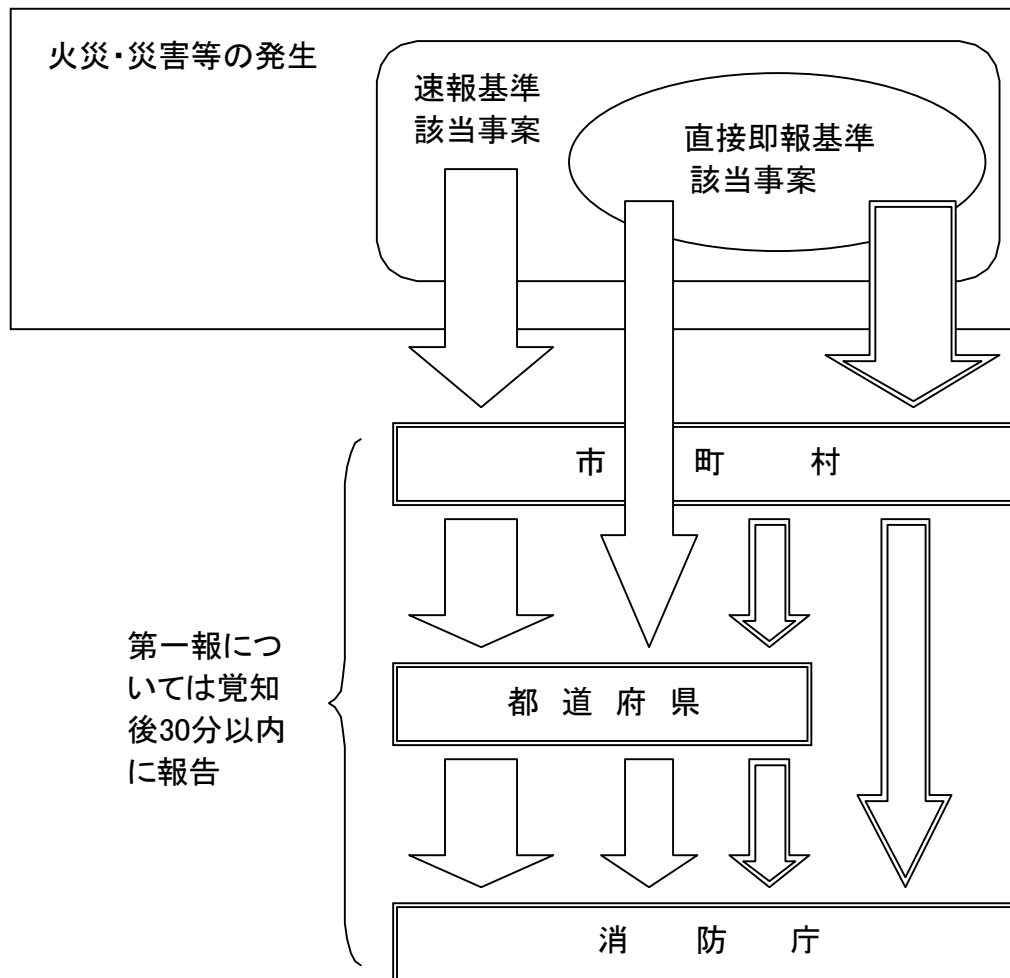 火災・災害等の発生
速報基準
該当事案
直接即報基準
該当事案
市町村
第一報につ
いては覚知
後30分以内
に報告
都道府県
消防庁